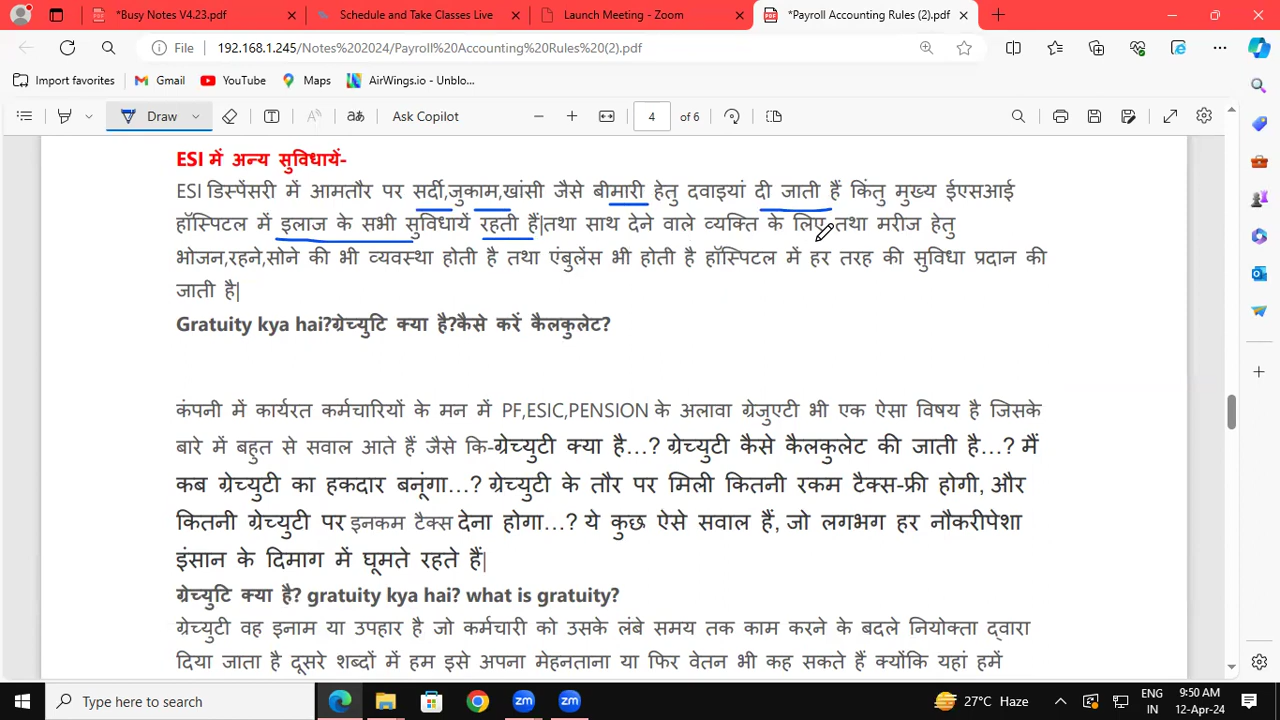 *Busy Notes V4.23.pdf
Schedule and Take Classes Live
Launch Meeting - Zoom
*Payroll Accounting Rules (2).pdf
File
192.168.1.245/Notes%202024/Payroll%20Accounting%20Rules%20(2).pdf
Import favorites
Gmail
YouTube
Maps
AirWings.io - Unblo...
Draw
Ask Copilot
4 of 6
ESI में अन्य सुविधायें-
ESI डिस्पेंसरी में आमतौर पर सर्दी,जुकाम,खांसी जैसे बीमारी हेतु दवाइयां दी जाती हैं किंतु मुख्य ईएसआई
हॉस्पिटल में इलाज के सभी सुविधायें रहती हैं|तथा साथ देने वाले व्यक्ति के लिए तथा मरीज हेतु
भोजन,रहने,सोने की भी व्यवस्था होती है तथा एंबुलेंस भी होती है हॉस्पिटल में हर तरह की सुविधा प्रदान की
जाती है|
Gratuity kya hai?ग्रेच्युटि क्या है?कैसे करें कैलकुलेट?
कंपनी में कार्यरत कर्मचारियों के मन में PF,ESIC,PENSION के अलावा ग्रेजुएटी भी एक ऐसा विषय है जिसके
बारे में बहुत से सवाल आते हैं जैसे कि-ग्रेच्युटी क्या है...? ग्रेच्युटी कैसे कैलकुलेट की जाती है...? मैं
कब ग्रेच्युटी का हकदार बनूंगा...? ग्रेच्युटी के तौर पर मिली कितनी रकम टैक्स-फ्री होगी, और
कितनी ग्रेच्युटी पर इनकम टैक्स देना होगा...? ये कुछ ऐसे सवाल हैं, जो लगभग हर नौकरीपेशा
इंसान के दिमाग में घूमते रहते हैं|
ग्रेच्युटि क्या है? gratuity kya hai? what is gratuity?
ग्रेच्युटी वह इनाम या उपहार है जो कर्मचारी को उसके लंबे समय तक काम करने के बदले नियोक्ता द्वारा
दिया जाता है दूसरे शब्दों में हम इसे अपना मेहनताना या फिर वेतन भी कह सकते हैं क्योंकि यहां हमें
Type here to search
27°C Haze
ENG
IN
9:50 AM
12-Apr-24